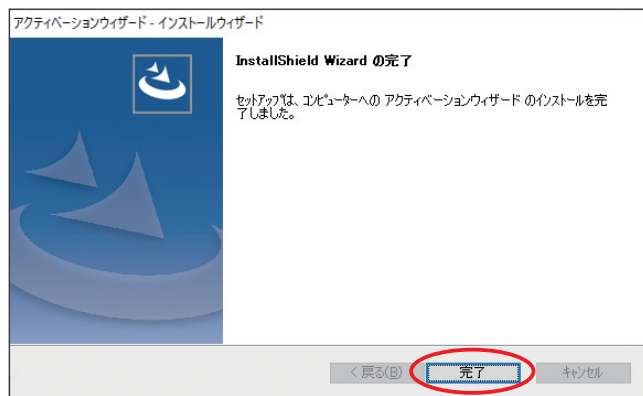 アクティベーションウィザード - インストールウィザード
InstallShield Wizard の完了
セットアップは、コンピューターへの アクティベーションウィザード のインストールを完
了しました。
< 戻る(B)
完了
キャンセル